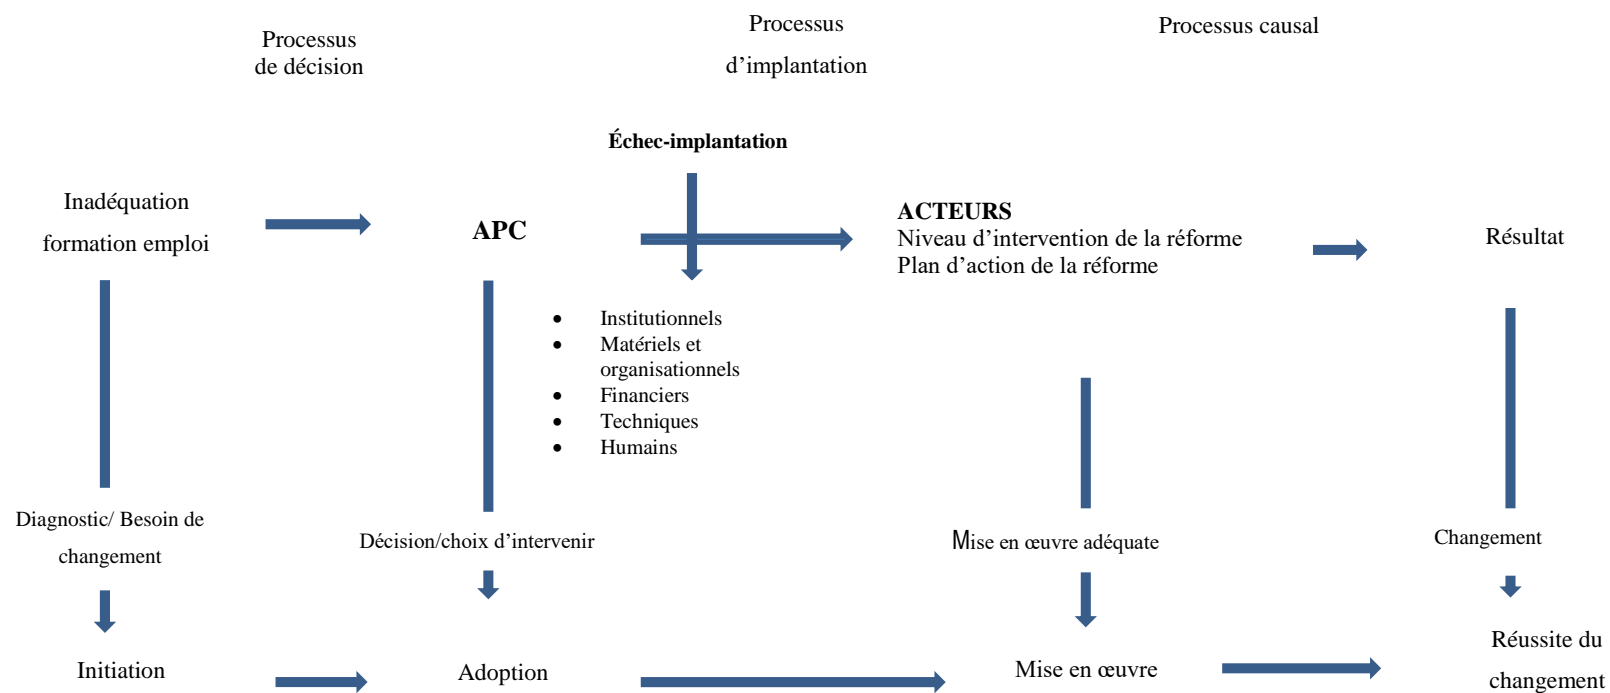 Processus
de décision
Processus
d’implantation
Processus causal
Échec-implantation
Inadéquation
formation emploi
APC
ACTEURS
Niveau d’intervention de la réforme
Plan d’action de la réforme
Résultat
• Institutionnels
• Matériels et
organisationnels
• Financiers
• Techniques
• Humains
Diagnostic/ Besoin de
changement
Décision/choix d’intervenir
Mise en œuvre adéquate
Changement
Initiation
Adoption
Mise en œuvre
Réussite du
changement